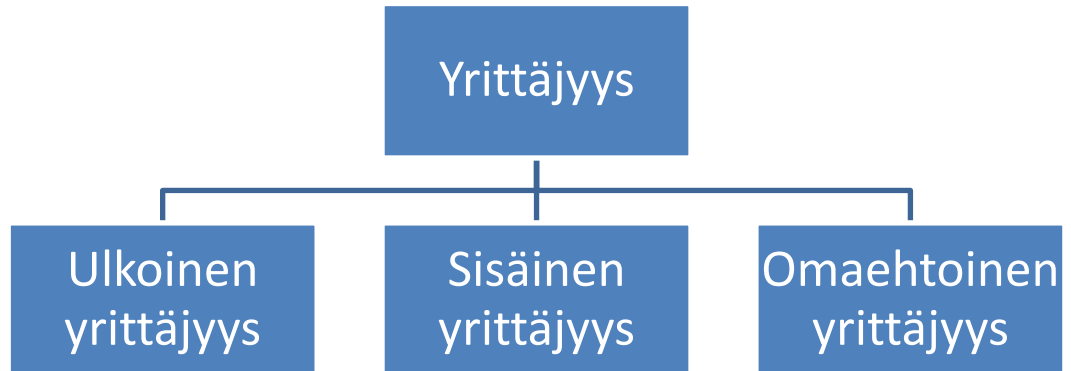 Yrittäjyys
Ulkoinen
yrittäjyys
Sisäinen
yrittäjyys
Omaehtoinen
yrittäjyys